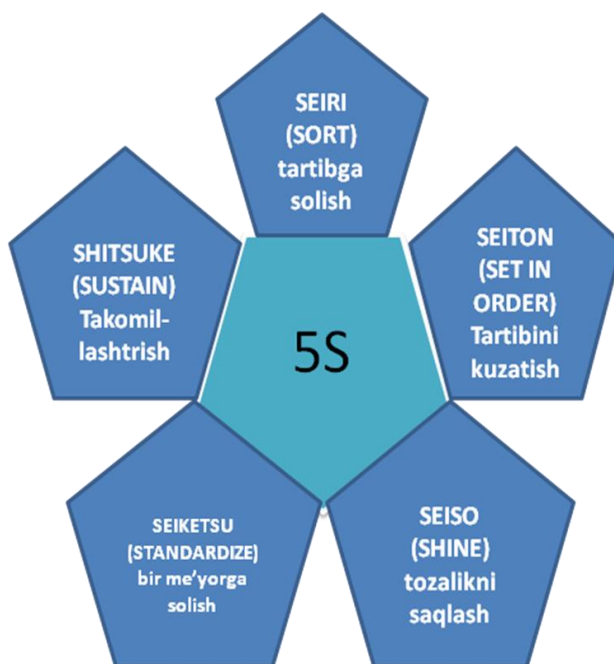 SEIRI
(SORT)
tartibga
solish
SEITON
(SET IN
ORDER)
Tartibini
kuzatish
SEISO
(SHINE)
tozalikni
saqlash
SEIKETSU
(STANDARDIZE)
bir me’yorga
solish
SHITSUKE
(SUSTAIN)
Takomil-
lashtrish
5S